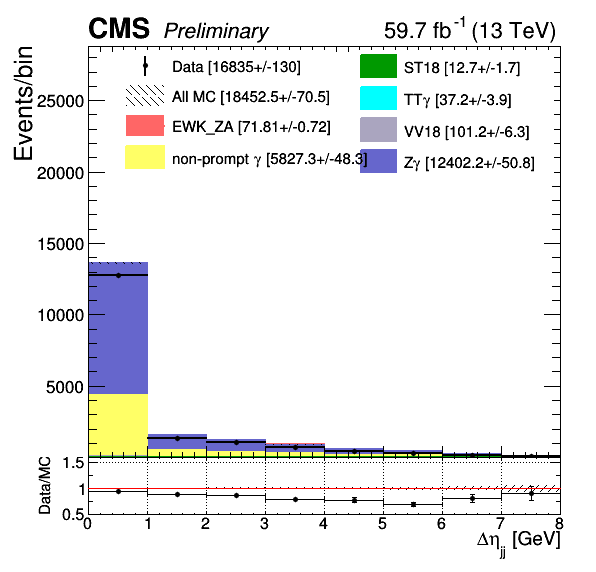 CMS Preliminary 59.7 fb⁻¹ (13 TeV)
Events/bin
Data [16835+/-130]
All MC [18452.5+/-70.5]
EWK_ZA [71.81+/-0.72]
non-prompt γ [5827.3+/-48.3]
ST18 [12.7+/-1.7]
TTγ [37.2+/-3.9]
VV18 [101.2+/-6.3]
Zγ [12402.2+/-50.8]
25000
20000
15000
10000
5000
Data/MC
1.5
1
0.5
0 1 2 3 4 5 6 7 8
Δηjj [GeV]